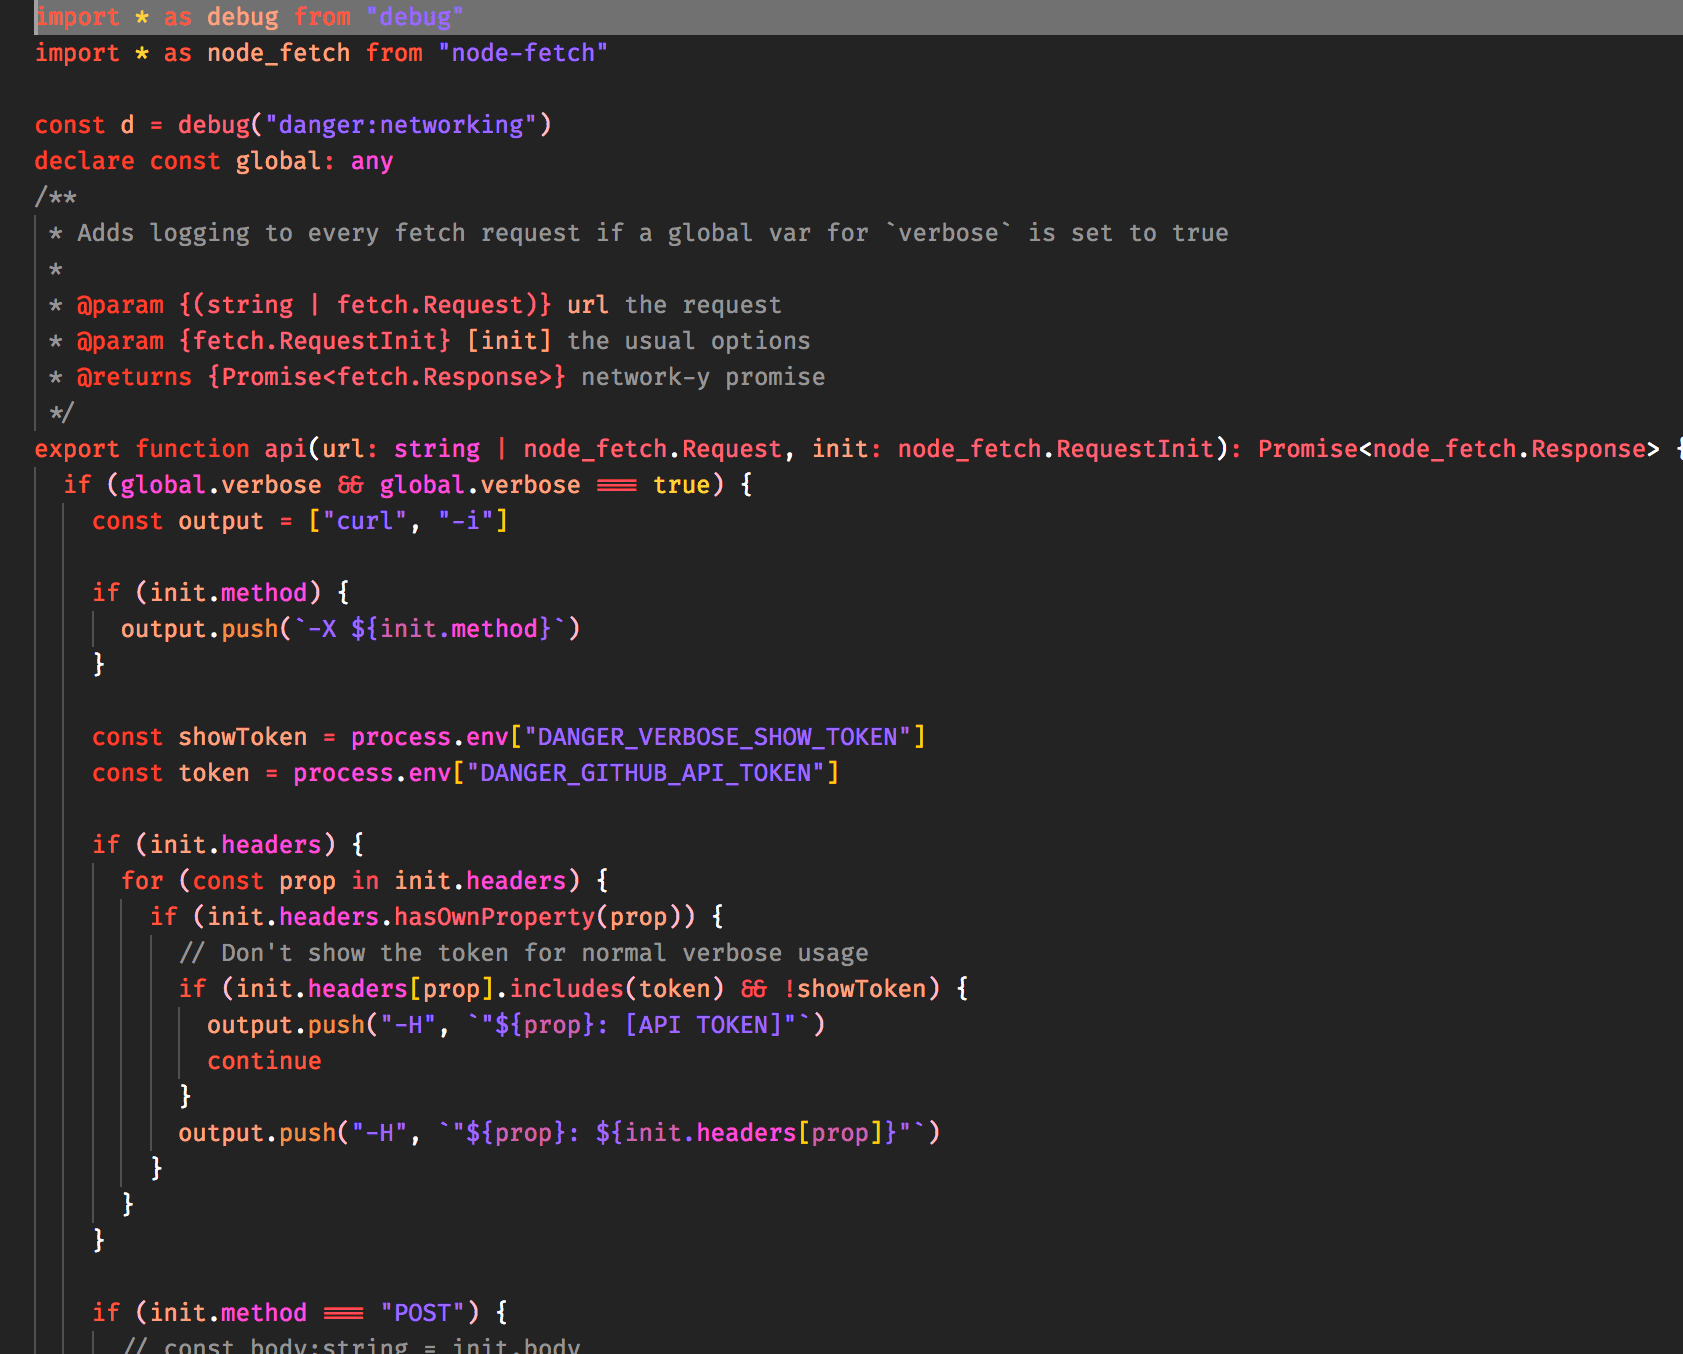 import * as debug from "debug"
import * as node_fetch from "node-fetch"
const d = debug("danger:networking")
declare const global: any
/**
* Adds logging to every fetch request if a global var for `verbose` is set to true
*
* @param {(string | fetch.Request)} url the request
* @param {fetch.RequestInit} [init] the usual options
* @returns {Promise<fetch.Response>} network-y promise
*/
export function api(url: string | node_fetch.Request, init: node_fetch.RequestInit): Promise<node_fetch.Response> {
if (global.verbose && global.verbose === true) {
const output = ["curl", "-i"]
if (init.method) {
output.push(`-X ${init.method}`)
}
const showToken = process.env["DANGER_VERBOSE_SHOW_TOKEN"]
const token = process.env["DANGER_GITHUB_API_TOKEN"]
if (init.headers) {
for (const prop in init.headers) {
if (init.headers.hasOwnProperty(prop)) {
// Don't show the token for normal verbose usage
if (init.headers[prop].includes(token) && !showToken) {
output.push("-H", `"${prop}: [API TOKEN]"`)
continue
}
output.push("-H", `"${prop}: ${init.headers[prop]}"`)
}
}
}
if (init.method === "POST") {
// const body:string = init.body